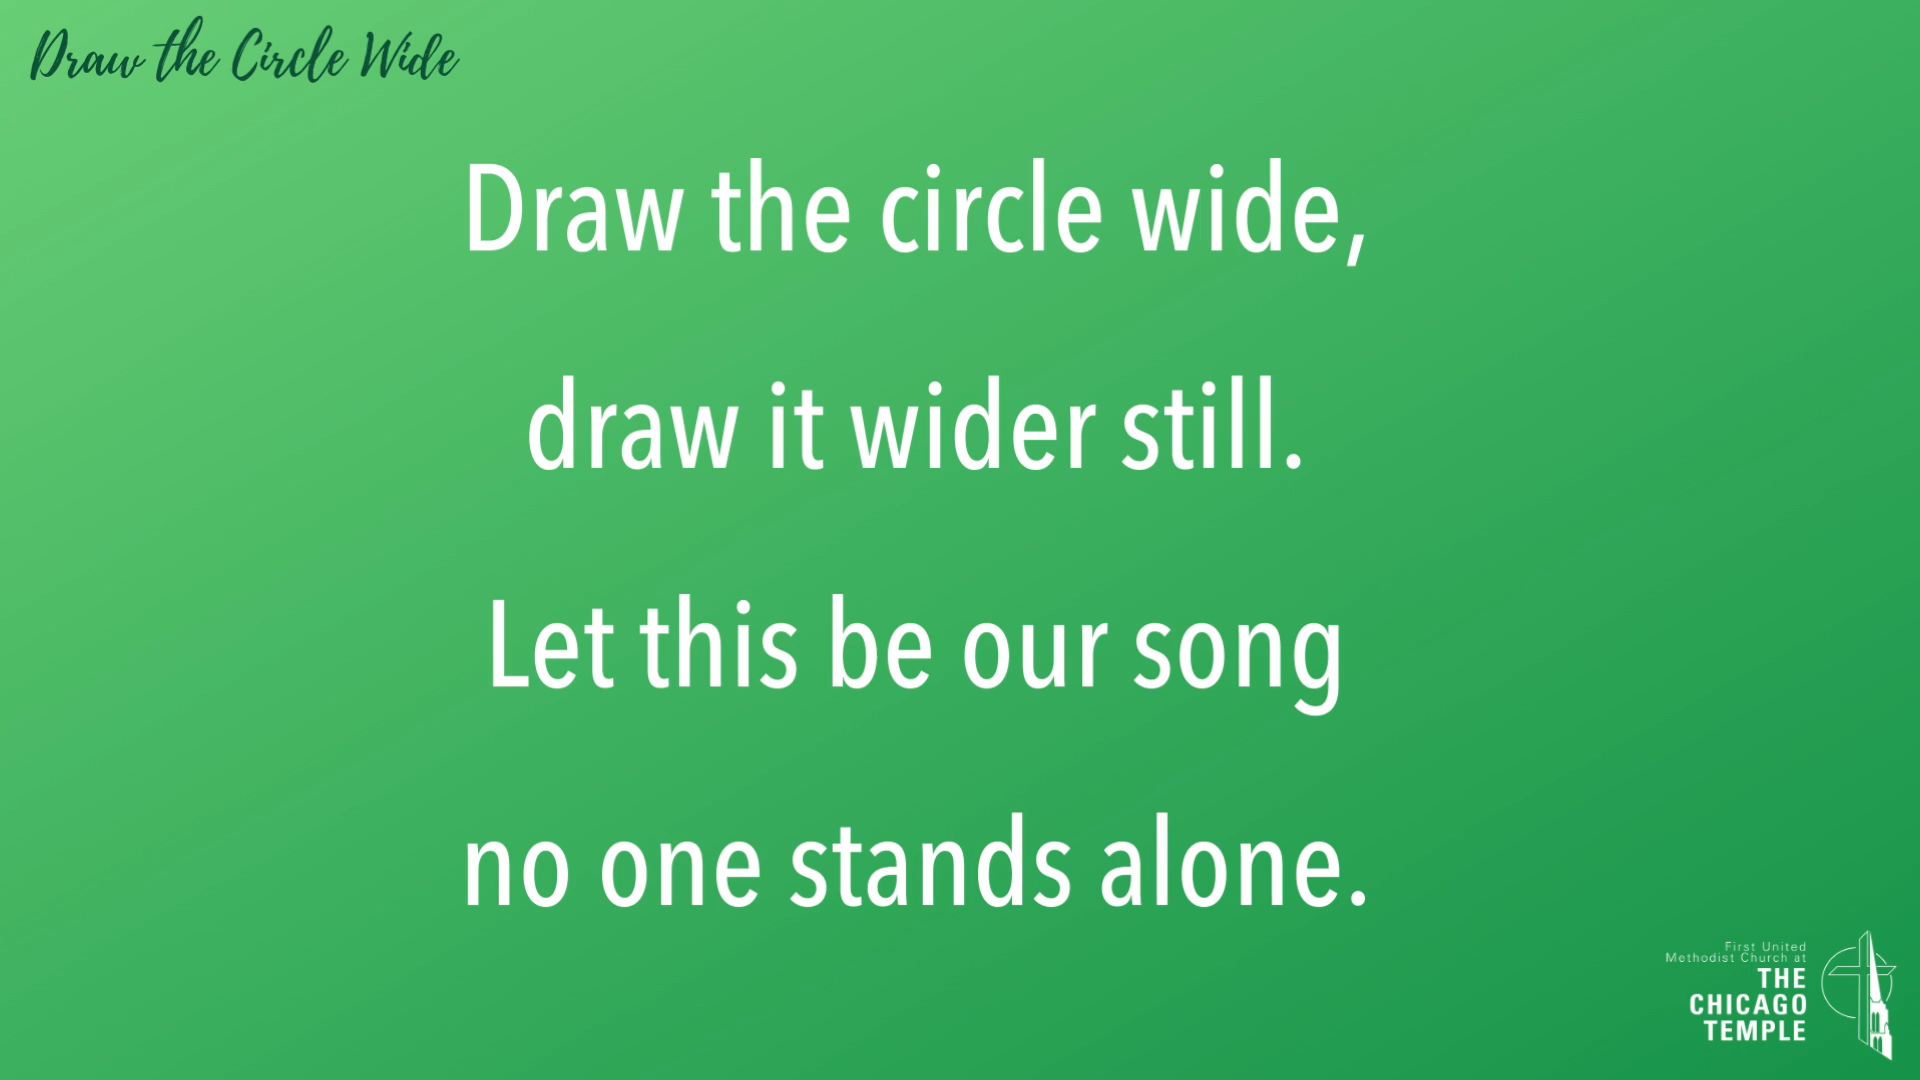 Draw the Circle Wide
Draw the circle wide,
draw it wider still.
Let this be our song
no one stands alone.
First United
Methodist Church at
THE
CHICAGO
TEMPLE